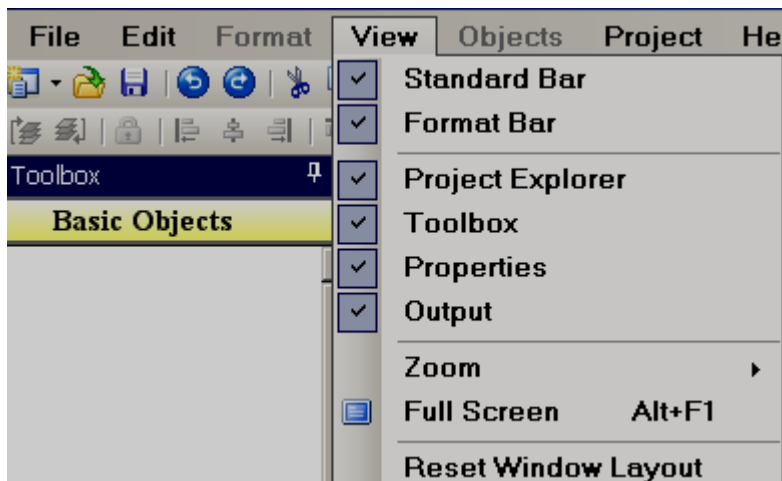 File Edit Format View Objects Project He
Standard Bar
Format Bar
Toolbox
Project Explorer
Basic Objects
Toolbox
Properties
Output
Zoom
Full Screen Alt+F1
Reset Window Layout